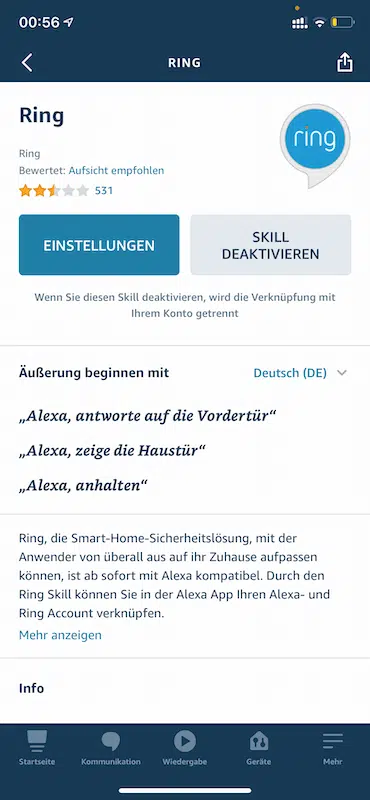 00:56
RING
Ring
ring
Ring
Bewertet: Aufsicht empfohlen
531
EINSTELLUNGEN
SKILL
DEAKTIVIEREN
Wenn Sie diesen Skill deaktivieren, wird die Verknüpfung mit
Ihrem Konto getrennt
Äußerung beginnen mit
Deutsch (DE)
„Alexa, antworte auf die Vordertür“
„Alexa, zeige die Haustür“
„Alexa, anhalten“
Ring, die Smart-Home-Sicherheitslösung, mit der
Anwender von überall aus auf ihr Zuhause aufpassen
können, ist ab sofort mit Alexa kompatibel. Durch den
Ring Skill können Sie in der Alexa App Ihren Alexa- und
Ring Account verknüpfen.
Mehr anzeigen
Info
Startseite
Kommunikation
Wiedergabe
Geräte
Mehr